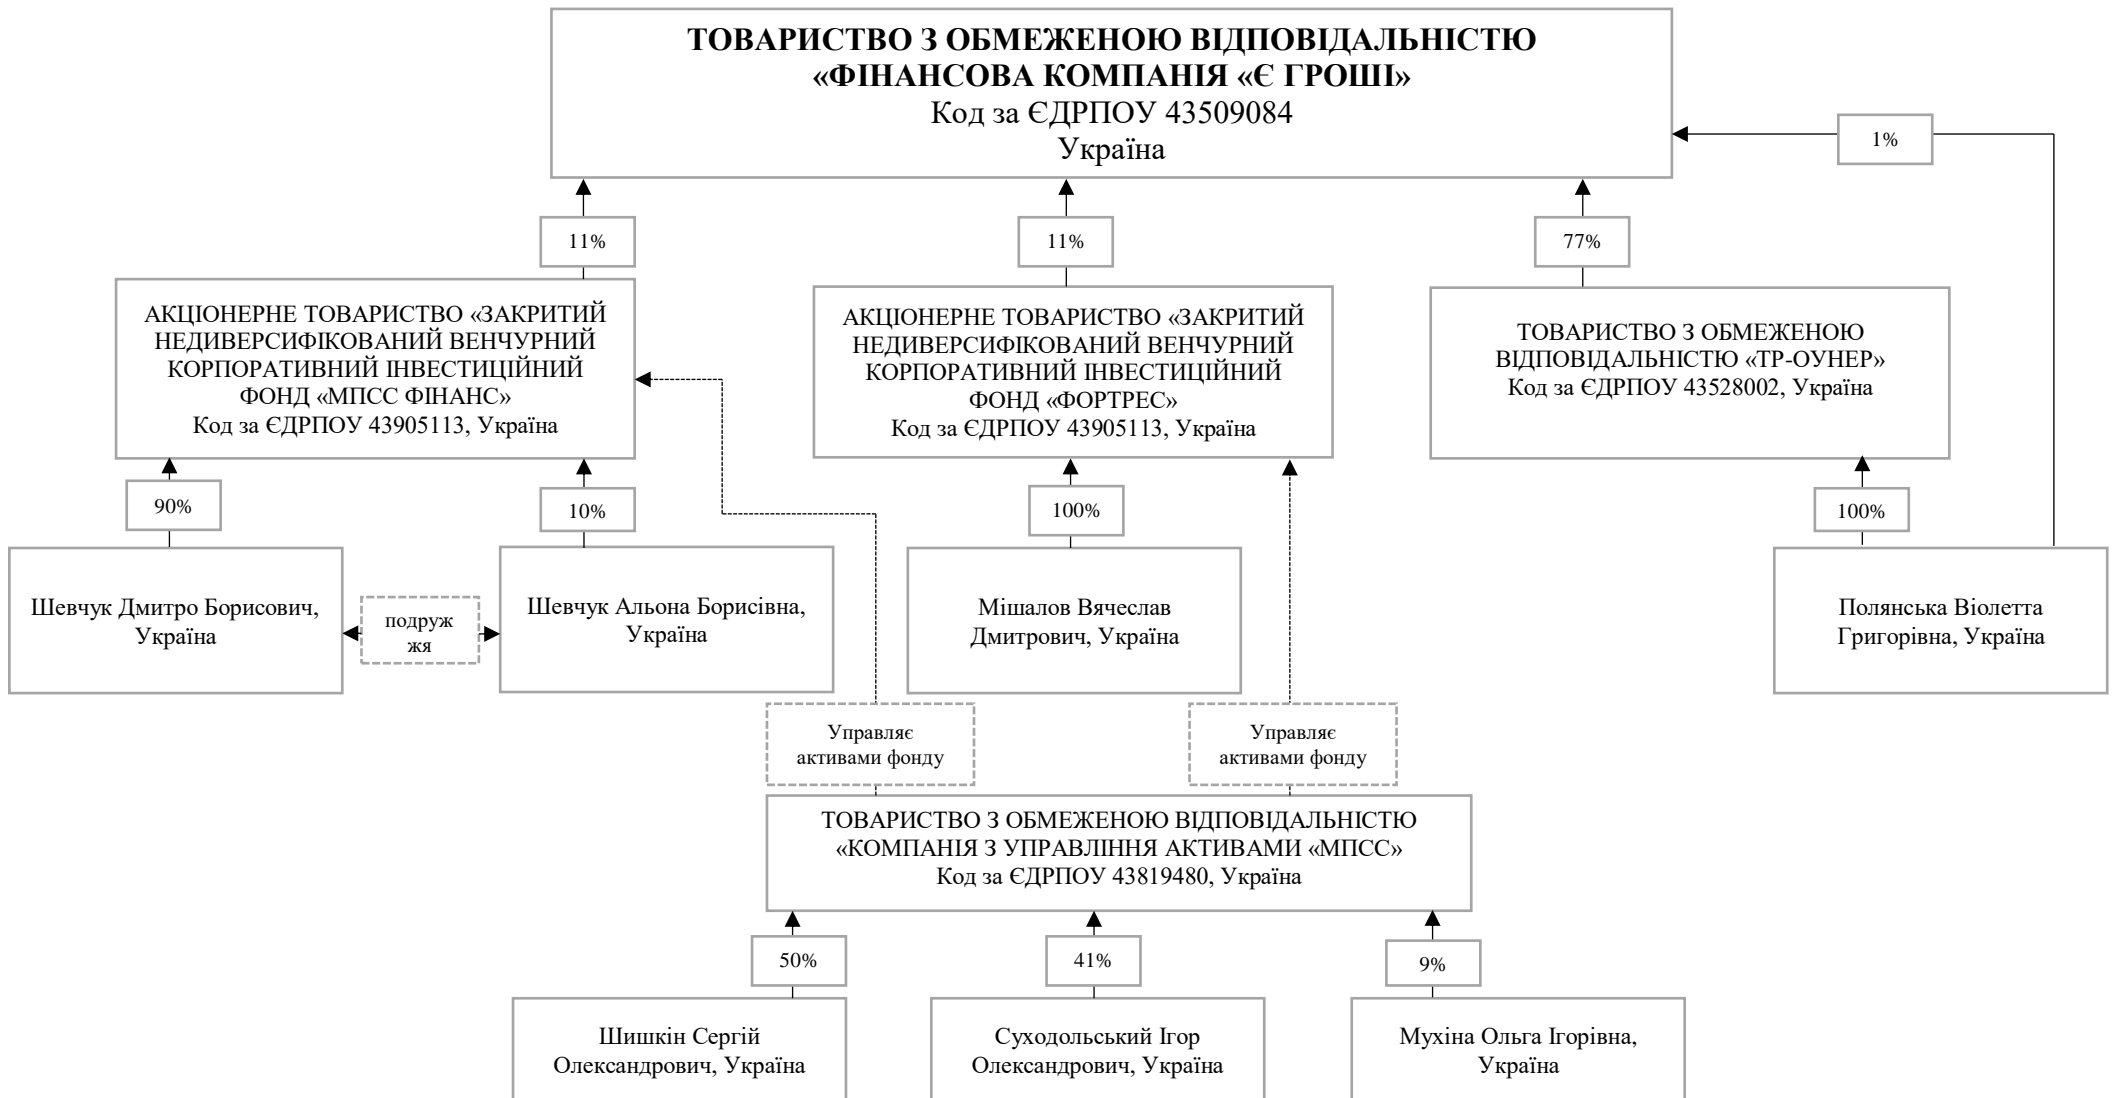 ТОВАРИСТВО З ОБМЕЖЕНОЮ ВІДПОВІДАЛЬНІСТЮ
«ФІНАНСОВА КОМПАНІЯ «Є ГРОШІ»
Код за ЄДРПОУ 43509084
Україна
1%
11%
11%
77%
АКЦІОНЕРНЕ ТОВАРИСТВО «ЗАКРИТИЙ
НЕДИВЕРСИФІКОВАНИЙ ВЕНЧУРНИЙ
КОРПОРАТИВНИЙ ІНВЕСТИЦІЙНИЙ
ФОНД «МПСС ФІНАНС»
Код за ЄДРПОУ 43905113, Україна
АКЦІОНЕРНЕ ТОВАРИСТВО «ЗАКРИТИЙ
НЕДИВЕРСИФІКОВАНИЙ ВЕНЧУРНИЙ
КОРПОРАТИВНИЙ ІНВЕСТИЦІЙНИЙ
ФОНД «ФОРТРЕС»
Код за ЄДРПОУ 43905113, Україна
ТОВАРИСТВО З ОБМЕЖЕНОЮ
ВІДПОВІДАЛЬНІСТЮ «ТР-ОУНЕР»
Код за ЄДРПОУ 43528002, Україна
90%
10%
100%
100%
Шевчук Дмитро Борисович,
Україна
подруж
жя
Шевчук Альона Борисівна,
Україна
Мішалов Вячеслав
Дмитрович, Україна
Полянська Віолетта
Григорівна, Україна
Управляє
активами фонду
Управляє
активами фонду
ТОВАРИСТВО З ОБМЕЖЕНОЮ ВІДПОВІДАЛЬНІСТЮ
«КОМПАНІЯ З УПРАВЛІННЯ АКТИВАМИ «МПСС»
Код за ЄДРПОУ 43819480, Україна
50%
41%
9%
Шишкін Сергій
Олександрович, Україна
Суходольський Ігор
Олександрович, Україна
Мухіна Ольга Ігорівна,
Україна